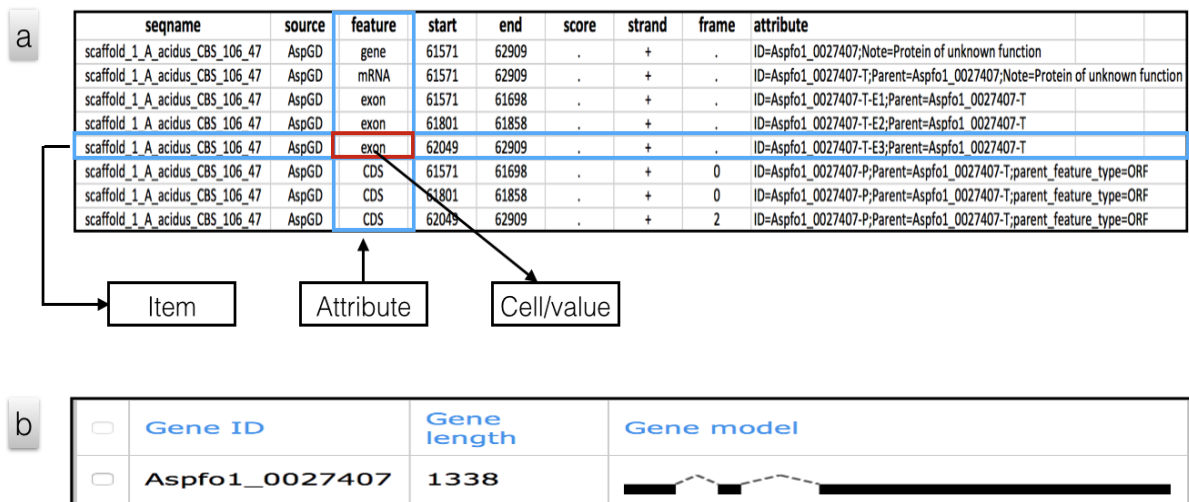 a
seqname source feature start end score strand frame attribute
scaffold_1_A_acidus_CBS_106_47 AspGD gene 61571 62909 . + . ID=Aspfo1_0027407;Note=Protein of unknown function
scaffold_1_A_acidus_CBS_106_47 AspGD mRNA 61571 62909 . + . ID=Aspfo1_0027407-T;Parent=Aspfo1_0027407;Note=Protein of unknown function
scaffold_1_A_acidus_CBS_106_47 AspGD exon 61571 61698 . + . ID=Aspfo1_0027407-T-E1;Parent=Aspfo1_0027407-T
scaffold_1_A_acidus_CBS_106_47 AspGD exon 61801 61858 . + . ID=Aspfo1_0027407-T-E2;Parent=Aspfo1_0027407-T
scaffold_1_A_acidus_CBS_106_47 AspGD exon 62049 62909 . + . ID=Aspfo1_0027407-T-E3;Parent=Aspfo1_0027407-T
scaffold_1_A_acidus_CBS_106_47 AspGD CDS 61571 61698 . + 0 ID=Aspfo1_0027407-P;Parent=Aspfo1_0027407-T;parent_feature_type=ORF
scaffold_1_A_acidus_CBS_106_47 AspGD CDS 61801 61858 . + 0 ID=Aspfo1_0027407-P;Parent=Aspfo1_0027407-T;parent_feature_type=ORF
scaffold_1_A_acidus_CBS_106_47 AspGD CDS 62049 62909 . + 2 ID=Aspfo1_0027407-P;Parent=Aspfo1_0027407-T;parent_feature_type=ORF
Item Attribute Cell/value
b
Gene ID Gene length Gene model
Aspfo1_0027407 1338